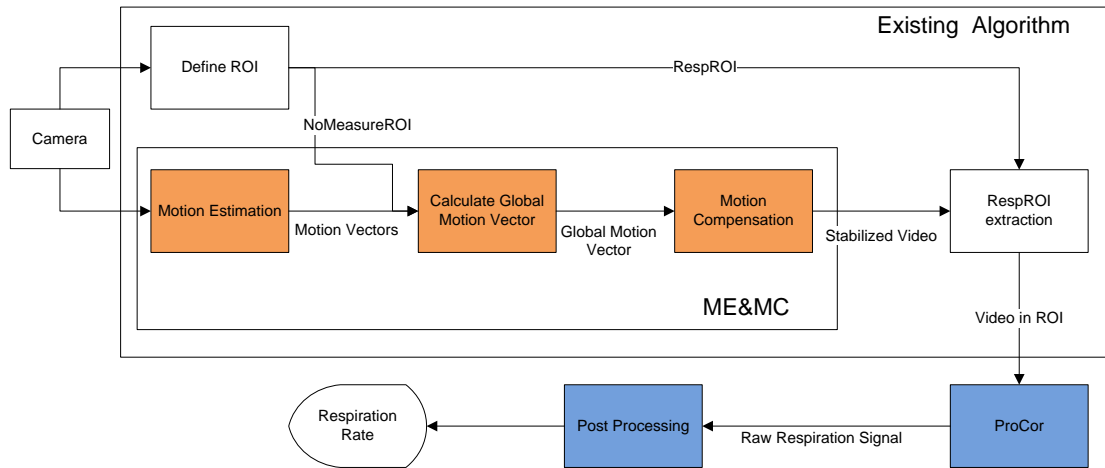 Existing Algorithm
Define ROI
RespROI
Camera
NoMeasureROI
Motion Estimation
Motion Vectors
Calculate Global
Motion Vector
Global Motion
Vector
Motion
Compensation
Stabilized Video
RespROI
extraction
ME&MC
Video in ROI
Respiration
Rate
Post Processing
Raw Respiration Signal
ProCor